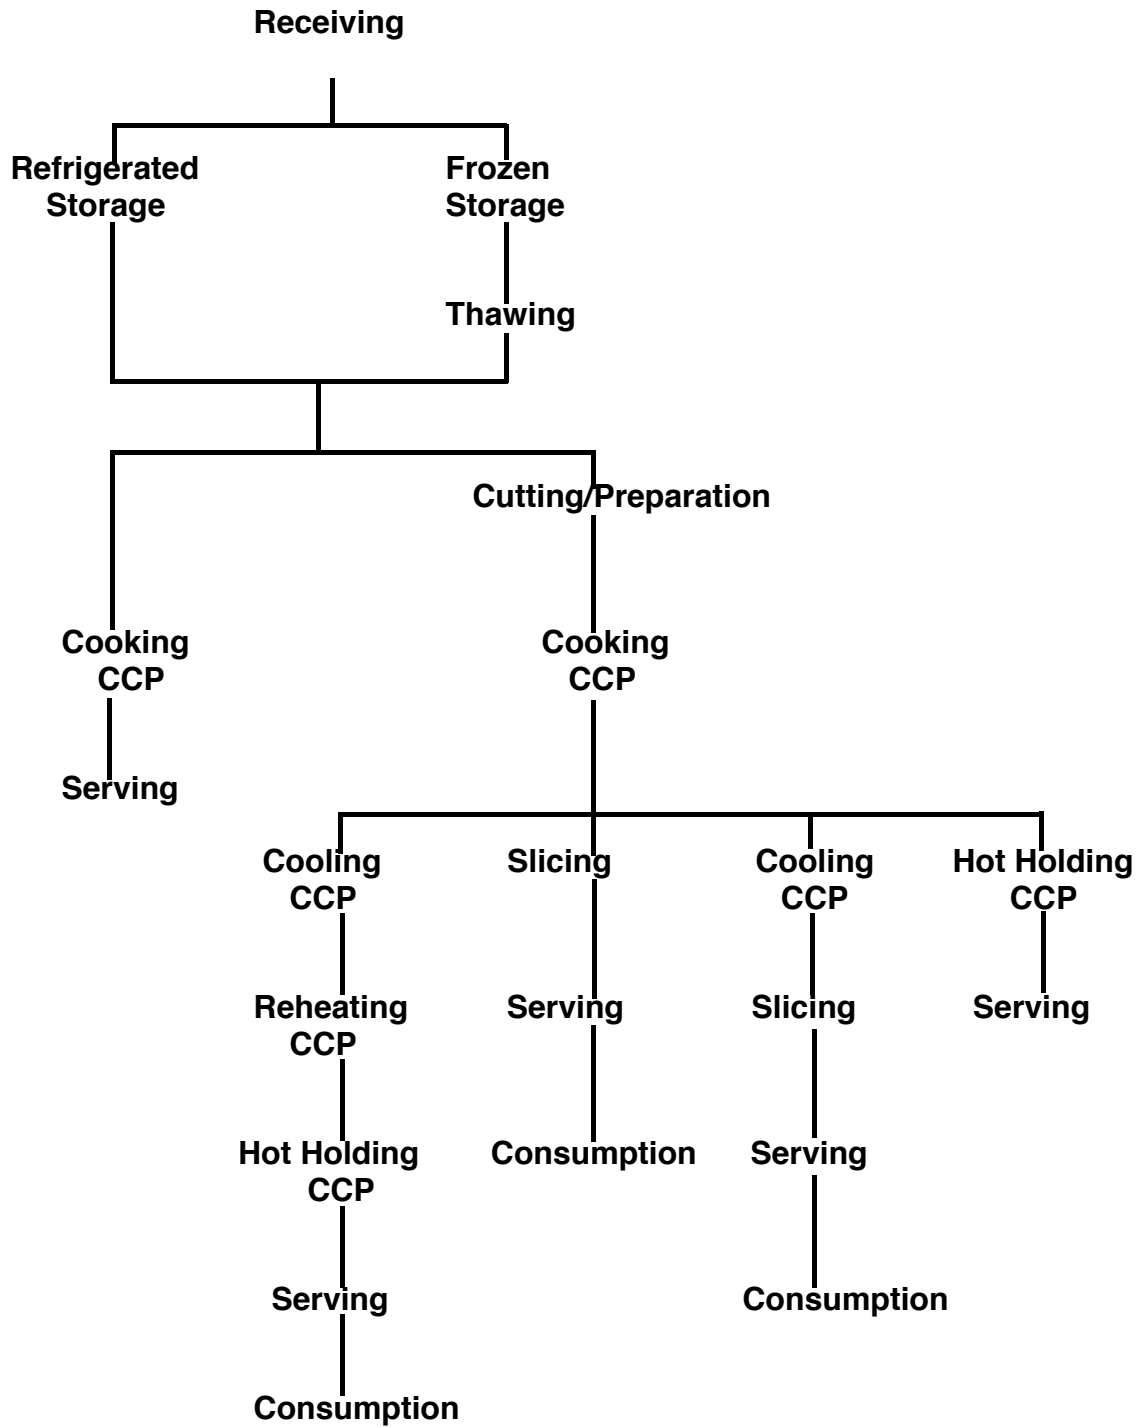 Receiving
Refrigerated
Storage
Frozen
Storage
Thawing
Cutting/Preparation
Cooking
CCP
Cooking
CCP
Serving
Cooling
CCP
Slicing
Cooling
CCP
Hot Holding
CCP
Reheating
CCP
Serving
Slicing
Serving
Hot Holding
CCP
Consumption
Serving
Serving
Consumption
Consumption